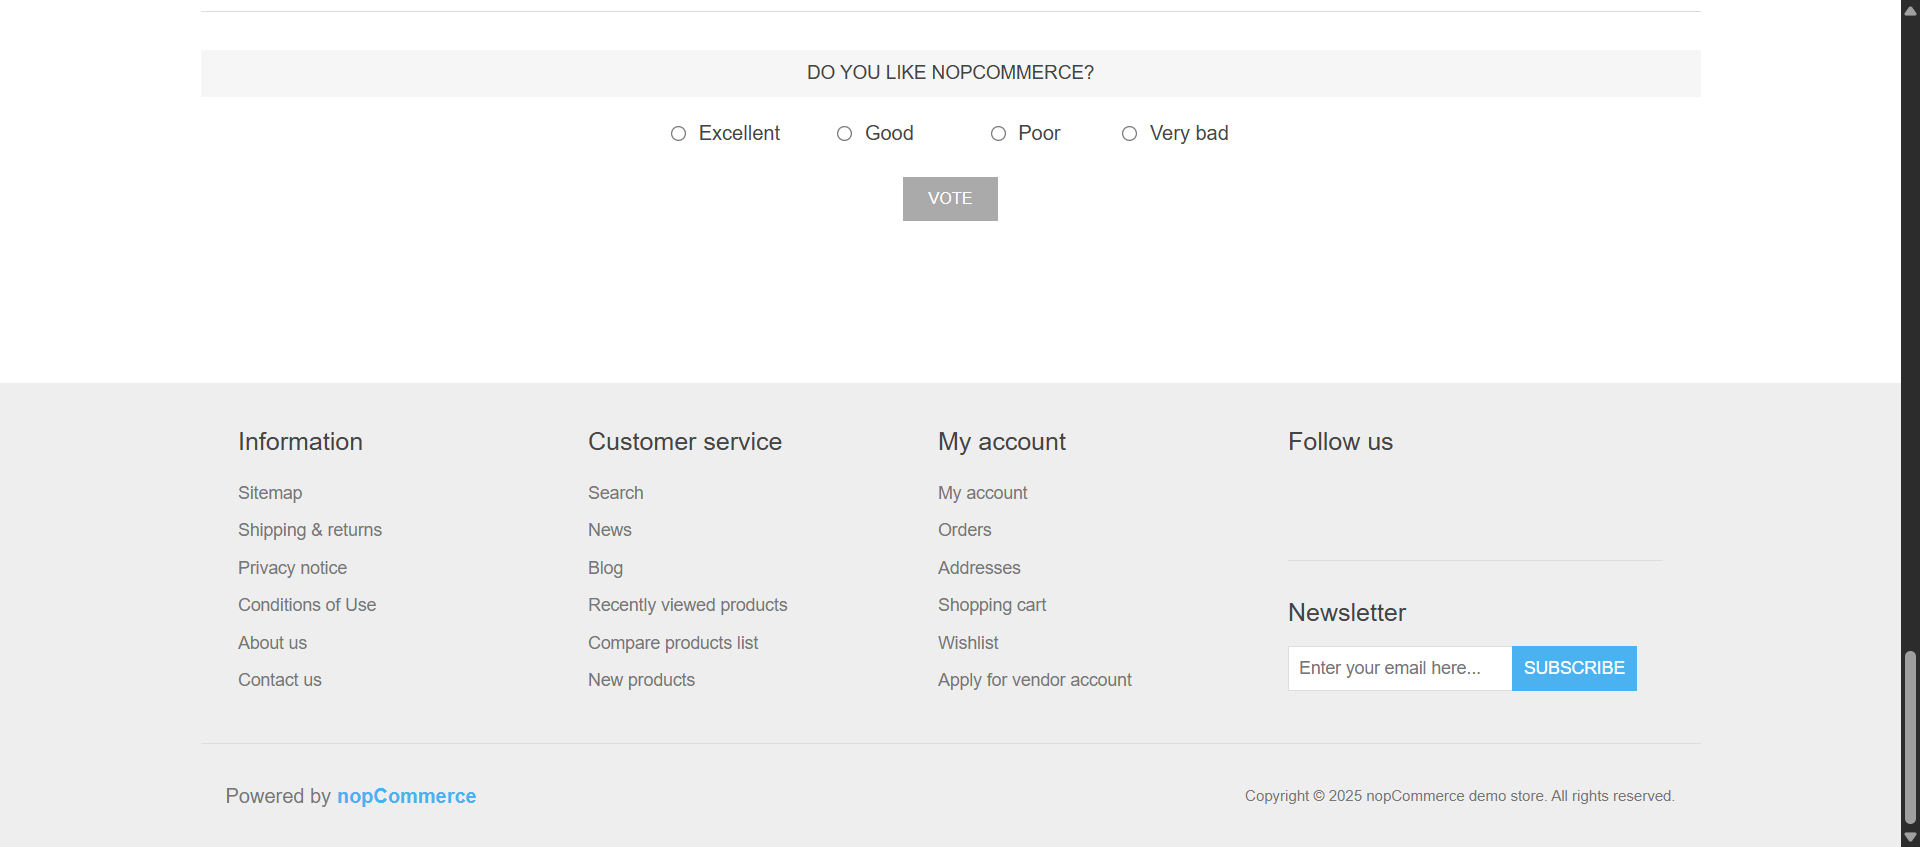 DO YOU LIKE NOPCOMMERCE?
Excellent Good Poor Very bad
VOTE
Information
Sitemap
Shipping & returns
Privacy notice
Conditions of Use
About us
Contact us
Customer service
Search
News
Blog
Recently viewed products
Compare products list
New products
My account
My account
Orders
Addresses
Shopping cart
Wishlist
Apply for vendor account
Follow us
Newsletter
Enter your email here... SUBSCRIBE
Powered by nopCommerce
Copyright © 2025 nopCommerce demo store. All rights reserved.